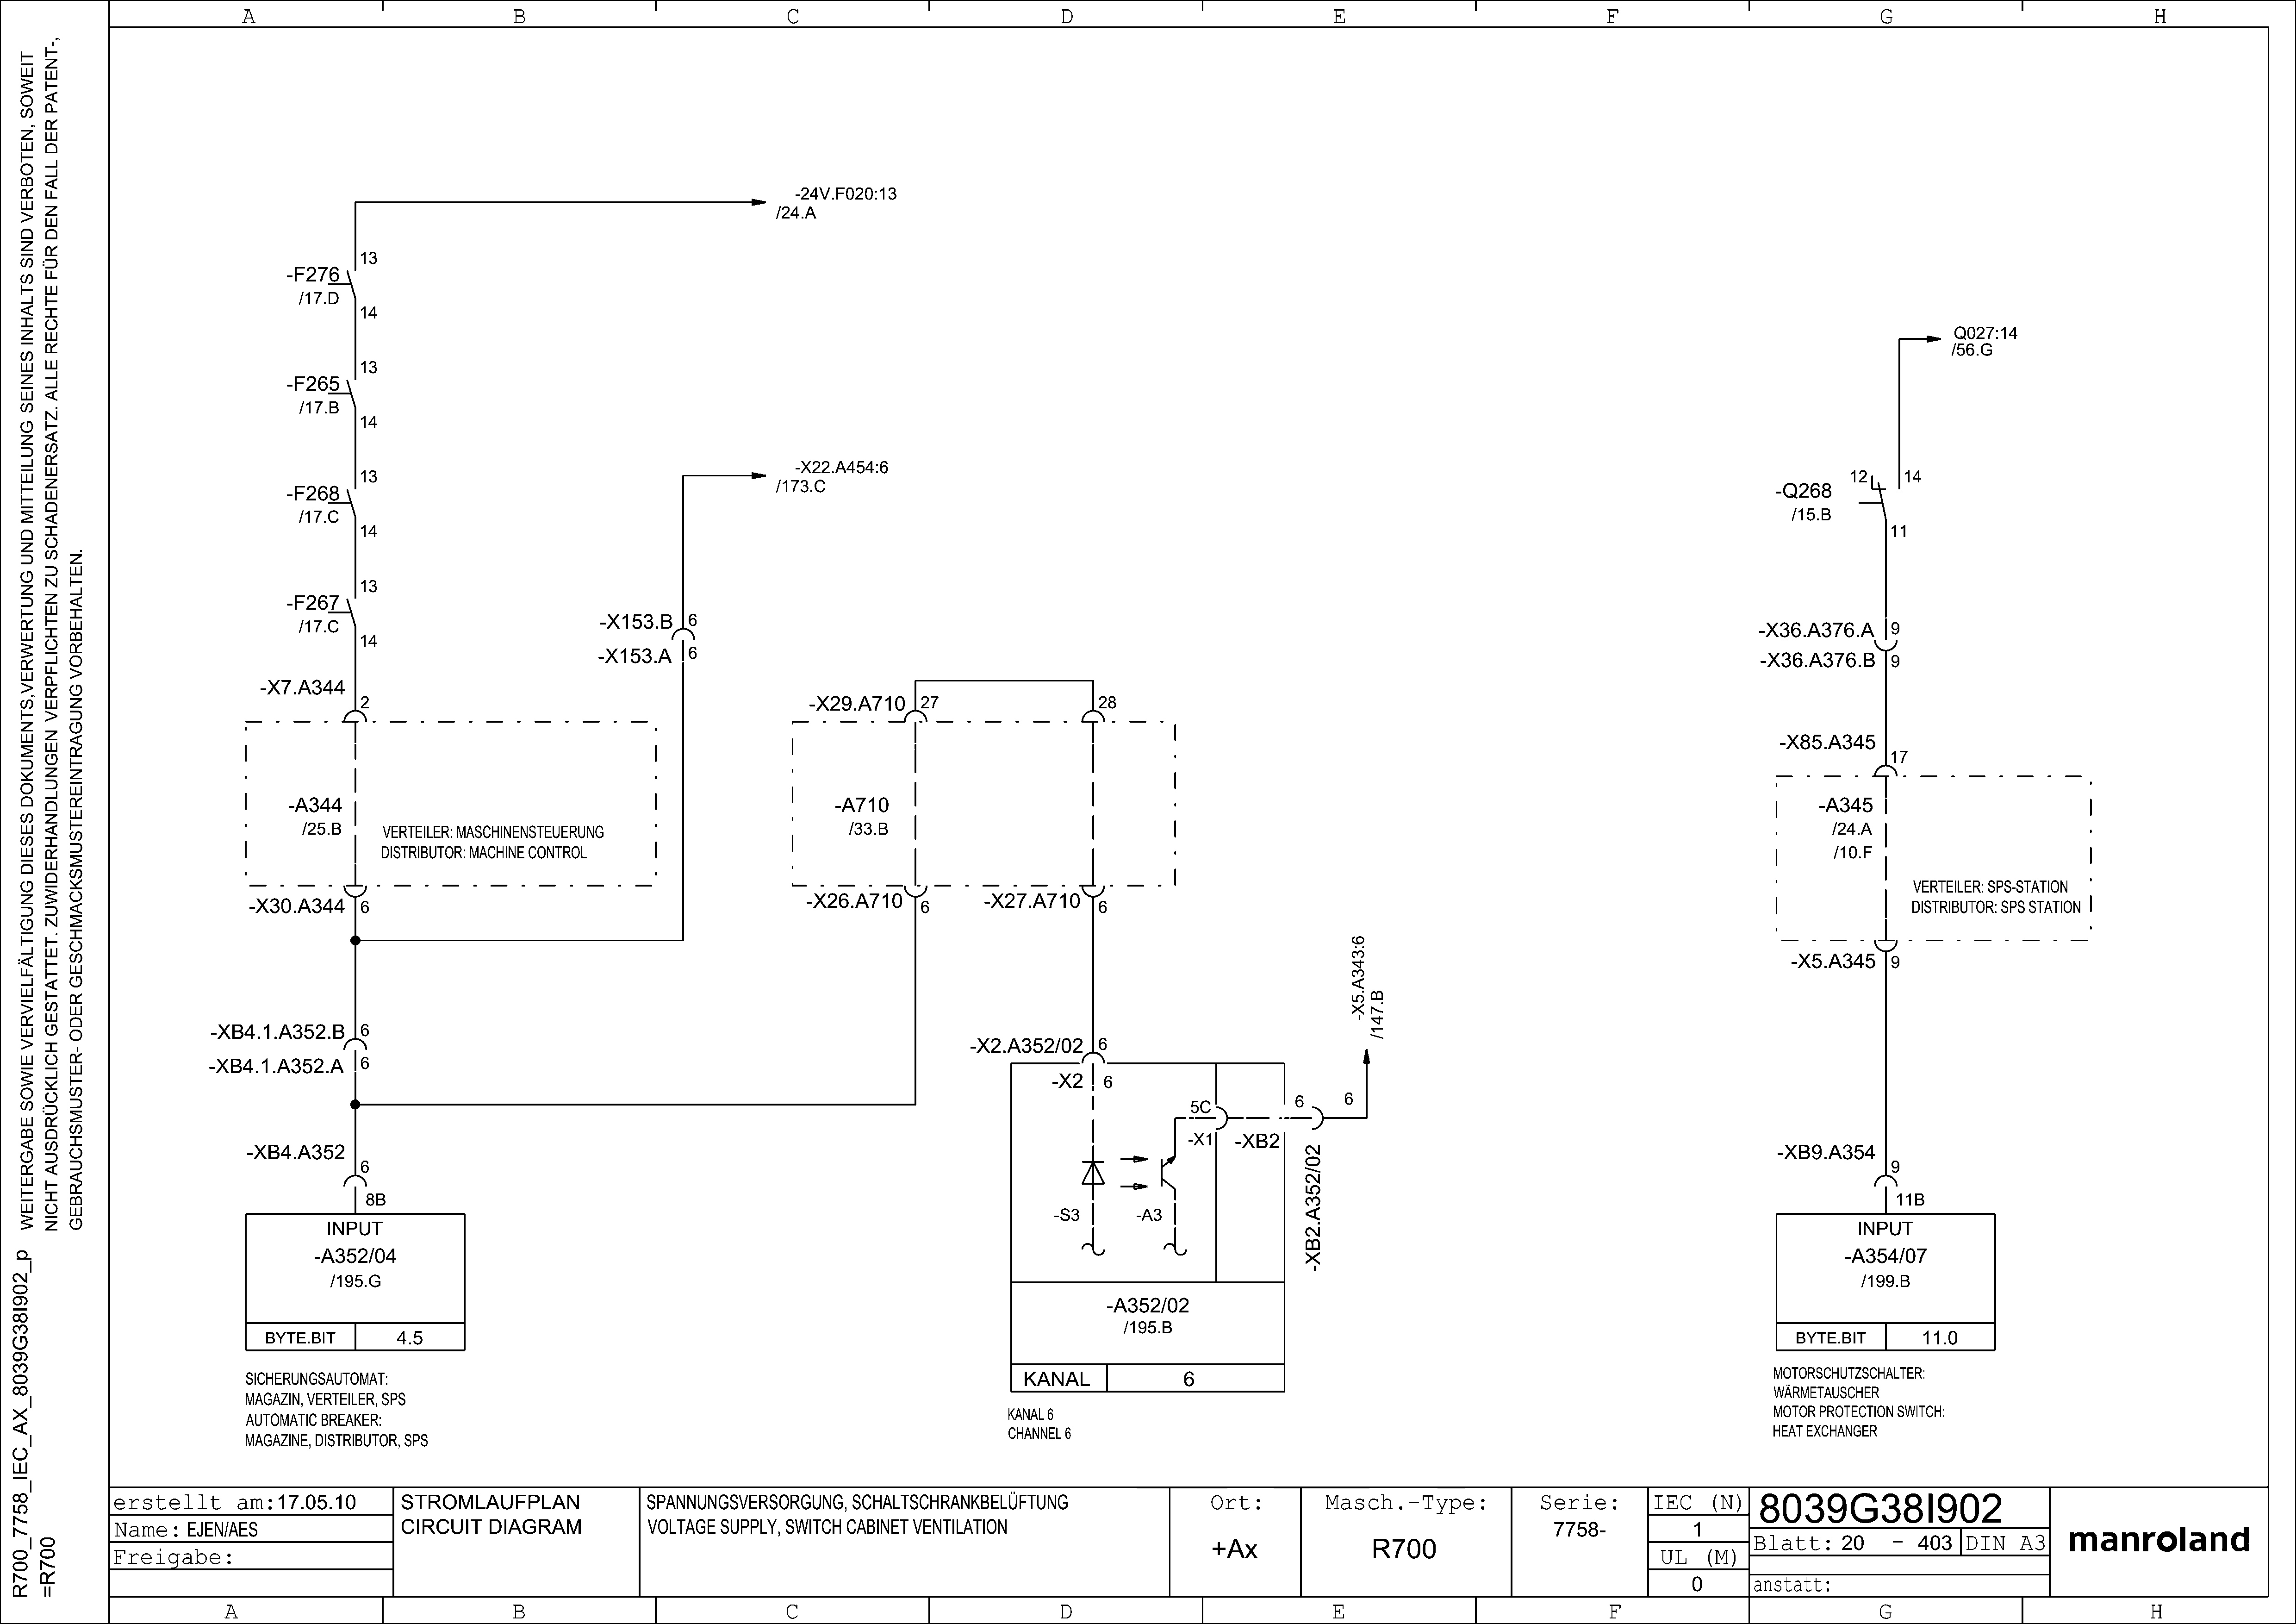 A B C D E F G H
WEITERGABE SOWIE VERVIELFÄLTIGUNG DIESES DOKUMENTS,VERWERTUNG UND MITTEILUNG SEINES INHALTS SIND VERBOTEN, SOWEIT
NICHT AUSDRÜCKLICH GESTATTET. ZUWIDERHANDLUNGEN VERPFLICHTEN ZU SCHADENERSATZ. ALLE RECHTE FÜR DEN FALL DER PATENT-,
GEBRAUCHSMUSTER- ODER GESCHMACKSMUSTEREINTRAGUNG VORBEHALTEN.
R700_7758_IEC_AX_8039G38I902_p
=R700
-24V.F020:13
/24.A
13
-F276
/17.D
14
13
-F265
/17.B
14
13
-F268
/17.C
14
13
-F267
/17.C
14
-X7.A344
2
-A344
/25.B
VERTEILER: MASCHINENSTEUERUNG
DISTRIBUTOR: MACHINE CONTROL
-X30.A344 6
-XB4.1.A352.B 6
-XB4.1.A352.A 6
-XB4.A352
6
8B
INPUT
-A352/04
/195.G
BYTE.BIT 4.5
SICHERUNGSAUTOMAT:
MAGAZIN, VERTEILER, SPS
AUTOMATIC BREAKER:
MAGAZINE, DISTRIBUTOR, SPS
-X22.A454:6
/173.C
-X153.B 6
-X153.A 6
-X29.A710 27 28
-A710
/33.B
-X26.A710 6
-X27.A710 6
-X2.A352/02 6
-X2 6
5C
-X1
-XB2
6
6
-XB2.A352/02
-X5.A343:6
/147.B
-S3
-A3
-A352/02
/195.B
KANAL 6
KANAL 6
CHANNEL 6
Q027:14
/56.G
12 14
-Q268
/15.B
11
-X36.A376.A 9
-X36.A376.B 9
-X85.A345
17
-A345
/24.A
/10.F
VERTEILER: SPS-STATION
DISTRIBUTOR: SPS STATION
-X5.A345 9
-XB9.A354
9
11B
INPUT
-A354/07
/199.B
BYTE.BIT 11.0
MOTORSCHUTZSCHALTER:
WÄRMETAUSCHER
MOTOR PROTECTION SWITCH:
HEAT EXCHANGER
erstellt am:17.05.10
Name: EJEN/AES
Freigabe:
STROMLAUFPLAN
CIRCUIT DIAGRAM
SPANNUNGSVERSORGUNG, SCHALTSCHRANKBELÜFTUNG
VOLTAGE SUPPLY, SWITCH CABINET VENTILATION
Ort:
+Ax
Masch.-Type:
R700
Serie:
7758-
IEC (N)
1
UL (M)
0
8039G38I902
Blatt: 20 - 403 DIN A3
anstatt:
manroland
A B C D E F G H